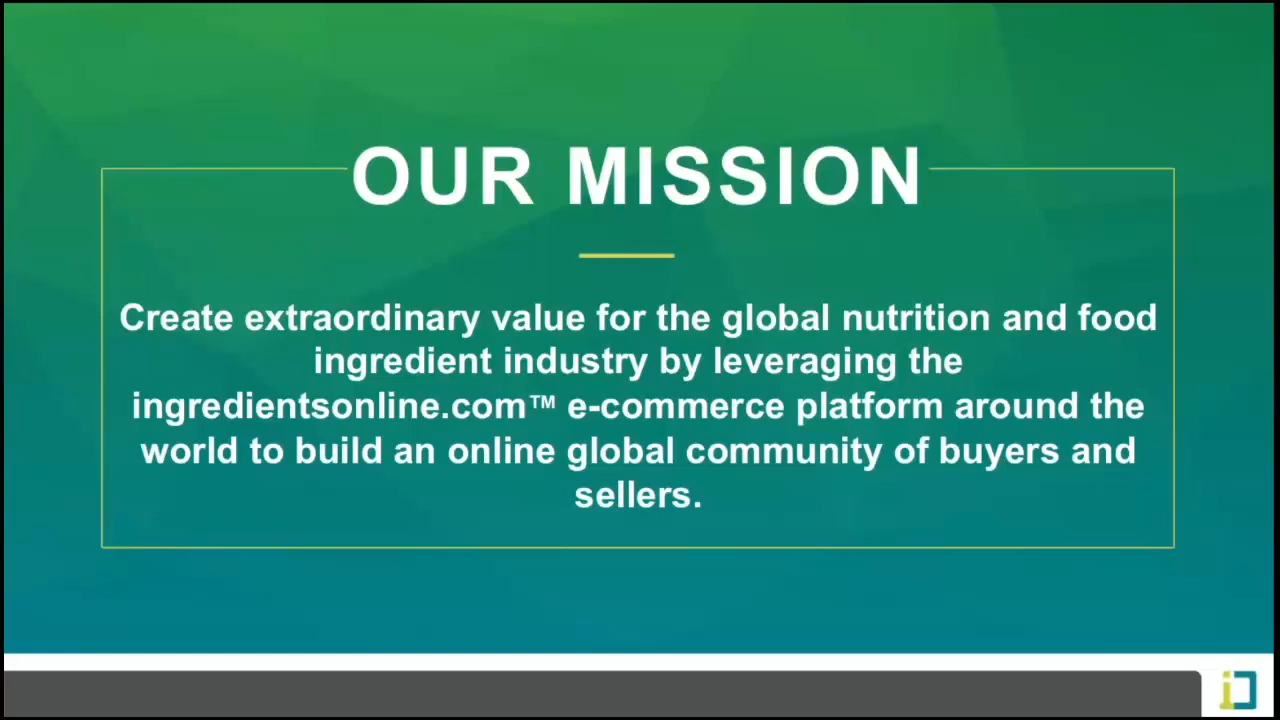 OUR MISSION
Create extraordinary value for the global nutrition and food
ingredient industry by leveraging the
ingredientsonline.com™ e-commerce platform around the
world to build an online global community of buyers and
sellers.